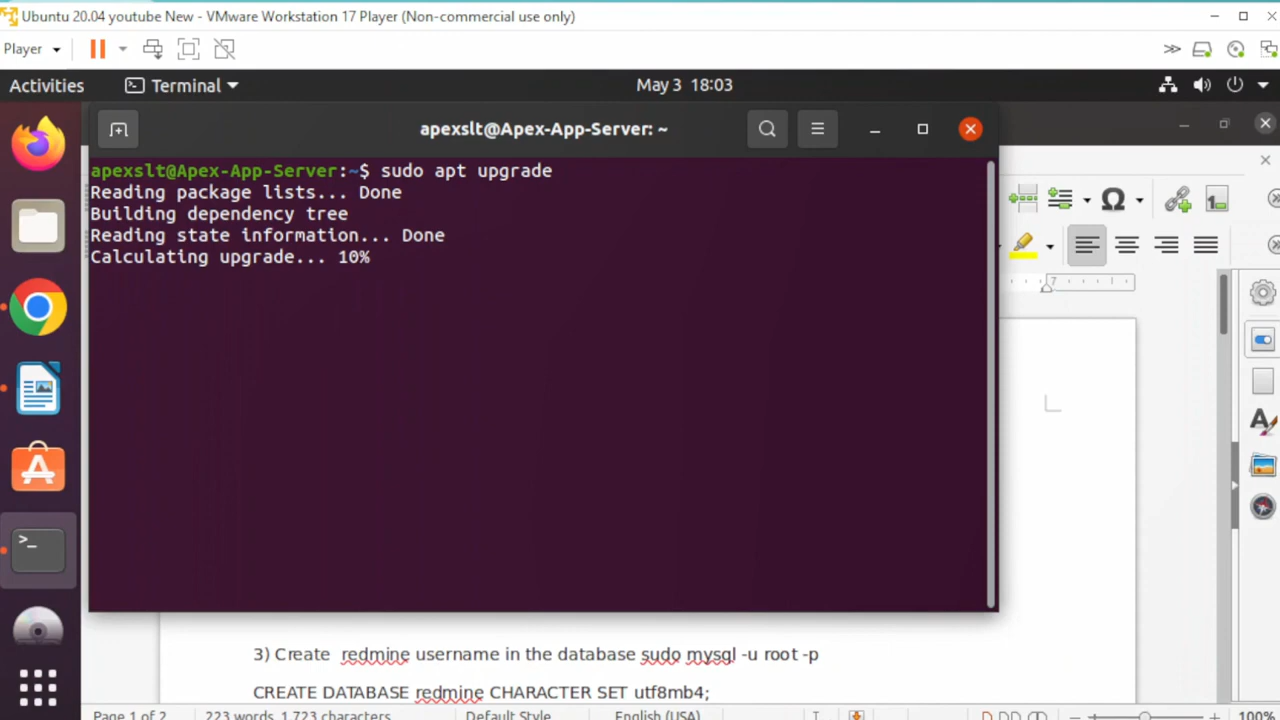 Ubuntu 20.04 youtube New - VMware Workstation 17 Player (Non-commercial use only)
Player
Activities
Terminal
May 3 18:03
apexslt@Apex-App-Server: ~
apexslt@Apex-App-Server:~$ sudo apt upgrade
Reading package lists... Done
Building dependency tree
Reading state information... Done
Calculating upgrade... 10%
7
3) Create redmine username in the database sudo mysql -u root -p
CREATE DATABASE redmine CHARACTER SET utf8mb4;
Page 1 of 2
223 words, 1,723 characters
Default Style
English (USA)
100%